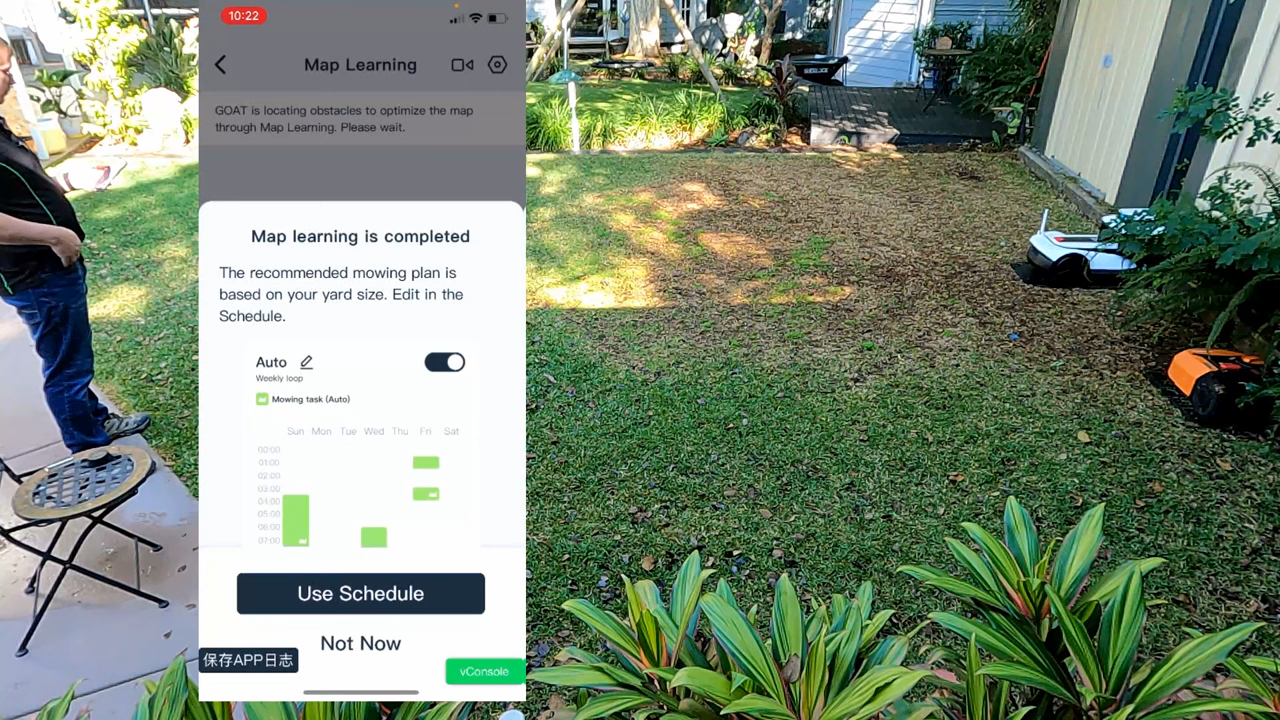 10:22
Map Learning
GOAT is locating obstacles to optimize the map
through Map Learning. Please wait.
Map learning is completed
The recommended mowing plan is
based on your yard size. Edit in the
Schedule.
Auto
Weekly loop
Mowing task (Auto)
Sun Mon Tue Wed Thu Fri Sat
00:00
01:00
02:00
03:00
04:00
05:00
06:00
07:00
Use Schedule
Not Now
保存APP日志
vConsole